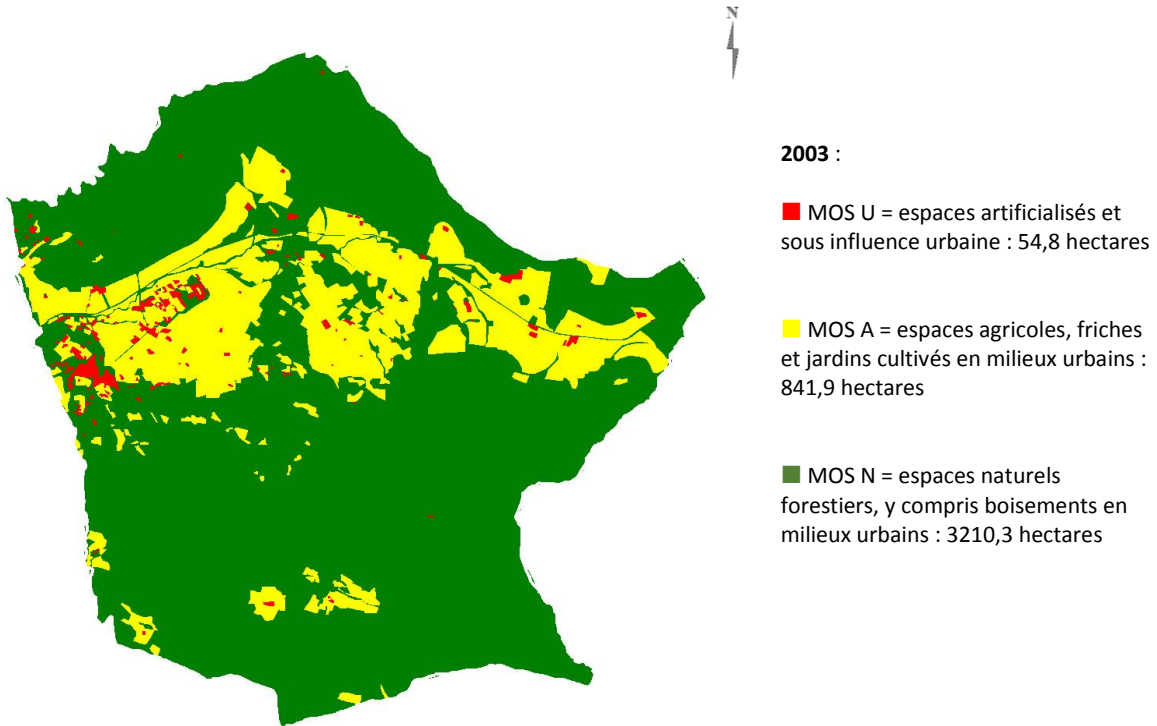 N
2003 :
MOS U = espaces artificialisés et
sous influence urbaine : 54,8 hectares
MOS A = espaces agricoles, friches
et jardins cultivés en milieux urbains :
841,9 hectares
MOS N = espaces naturels
forestiers, y compris boisements en
milieux urbains : 3210,3 hectares